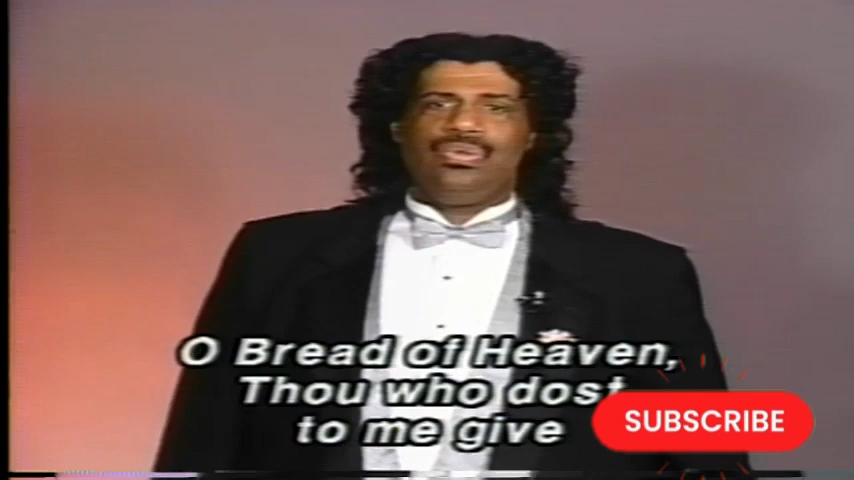 O Bread of Heaven,
Thou who dost
to me give
SUBSCRIBE